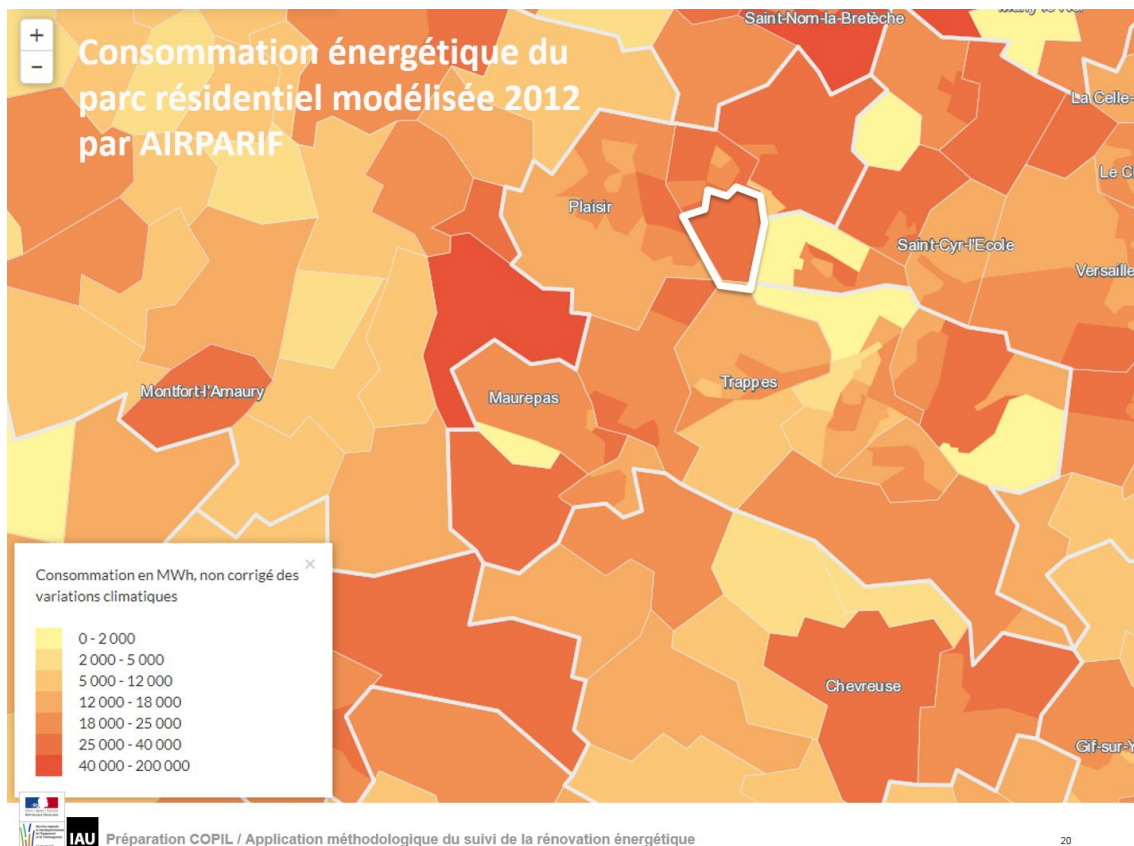 +
−
Consommation énergétique du
parc résidentiel modélisée 2012
par AIRPARIF
Saint-Nom-la-Bretèche
La Celle-
Le C
Plaisir
Saint-Cyr-l'Ecole
Versaille
Montfort-l'Amaury
Maurepas
Trappes
Chevreuse
Gif-sur-Y
Consommation en MWh, non corrigé des
variations climatiques
×
0 - 2 000
2 000 - 5 000
5 000 - 12 000
12 000 - 18 000
18 000 - 25 000
25 000 - 40 000
40 000 - 200 000
IAU
Préparation COPIL / Application méthodologique du suivi de la rénovation énergétique
20